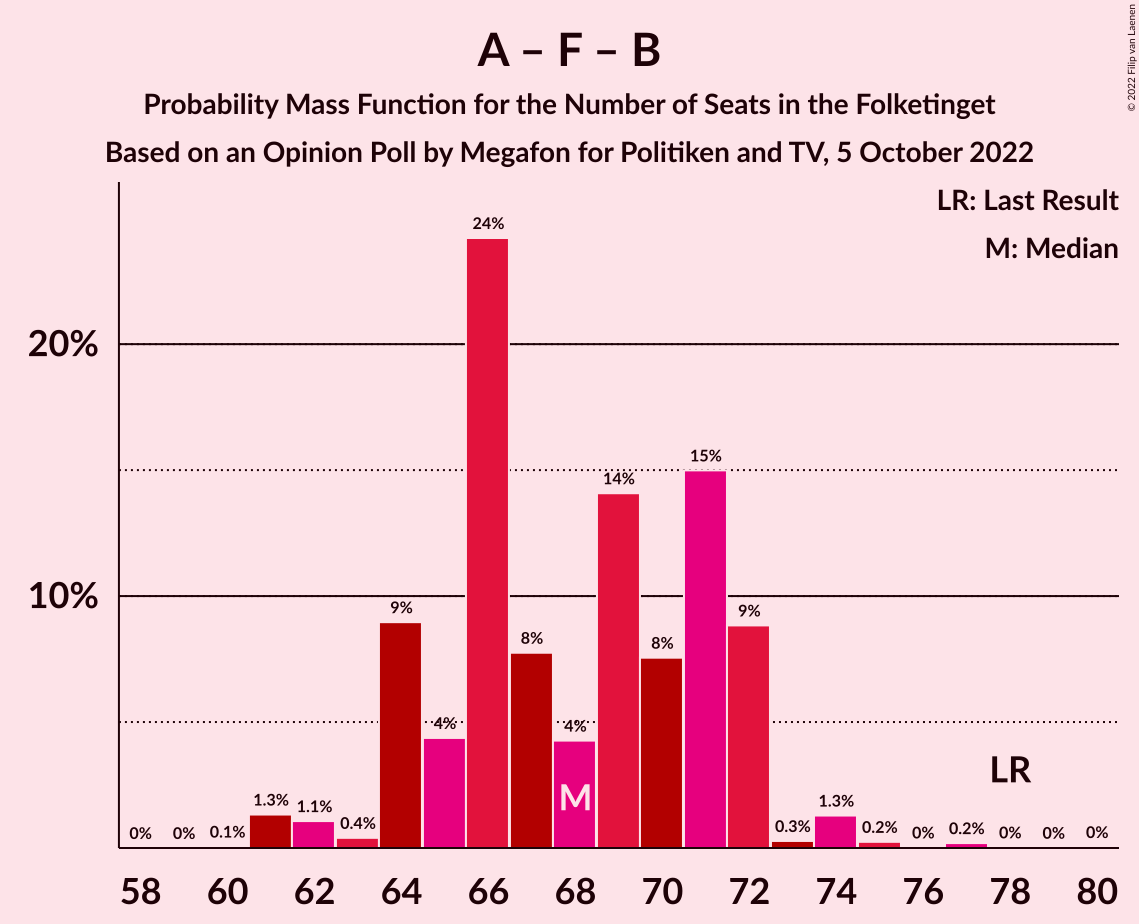 A – F – B
Probability Mass Function for the Number of Seats in the Folketinget
Based on an Opinion Poll by Megafon for Politiken and TV, 5 October 2022
© 2022 Filip van Laenen
LR: Last Result
M: Median
24%
20%
15%
14%
10%
9%
9%
8%
8%
4%
4%
LR
M
0%
0%
0.1%
1.3%
1.1%
0.4%
0.3%
1.3%
0.2%
0%
0.2%
0%
0%
0%
58 60 62 64 66 68 70 72 74 76 78 80